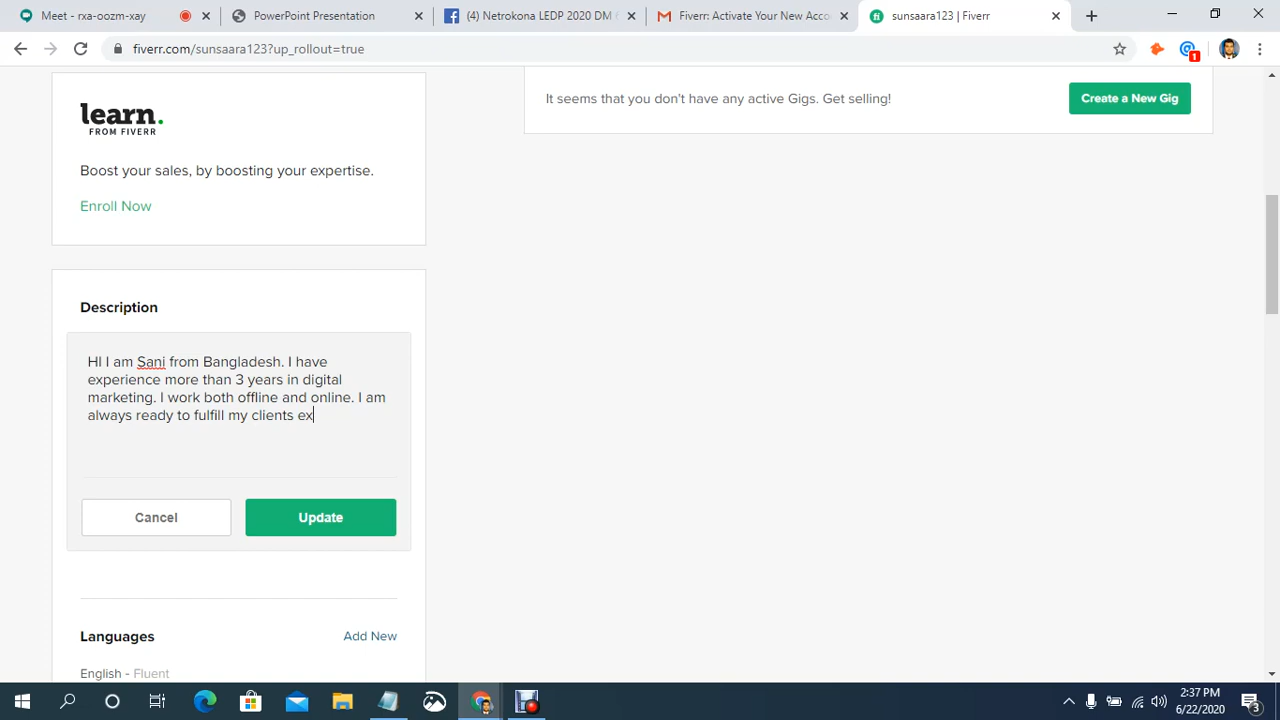 Meet - rxa-oozm-xay
PowerPoint Presentation
(4) Netrokona LEDP 2020 DM
Fiverr: Activate Your New Acco
sunsaara123 | Fiverr
fiverr.com/sunsaara123?up_rollout=true
1
learn.
FROM FIVERR
It seems that you don't have any active Gigs. Get selling!
Create a New Gig
Boost your sales, by boosting your expertise.
Enroll Now
Description
HI I am Sani from Bangladesh. I have
experience more than 3 years in digital
marketing. I work both offline and online. I am
always ready to fulfill my clients ex
Cancel
Update
Languages
Add New
English - Fluent
2:37 PM
6/22/2020
3